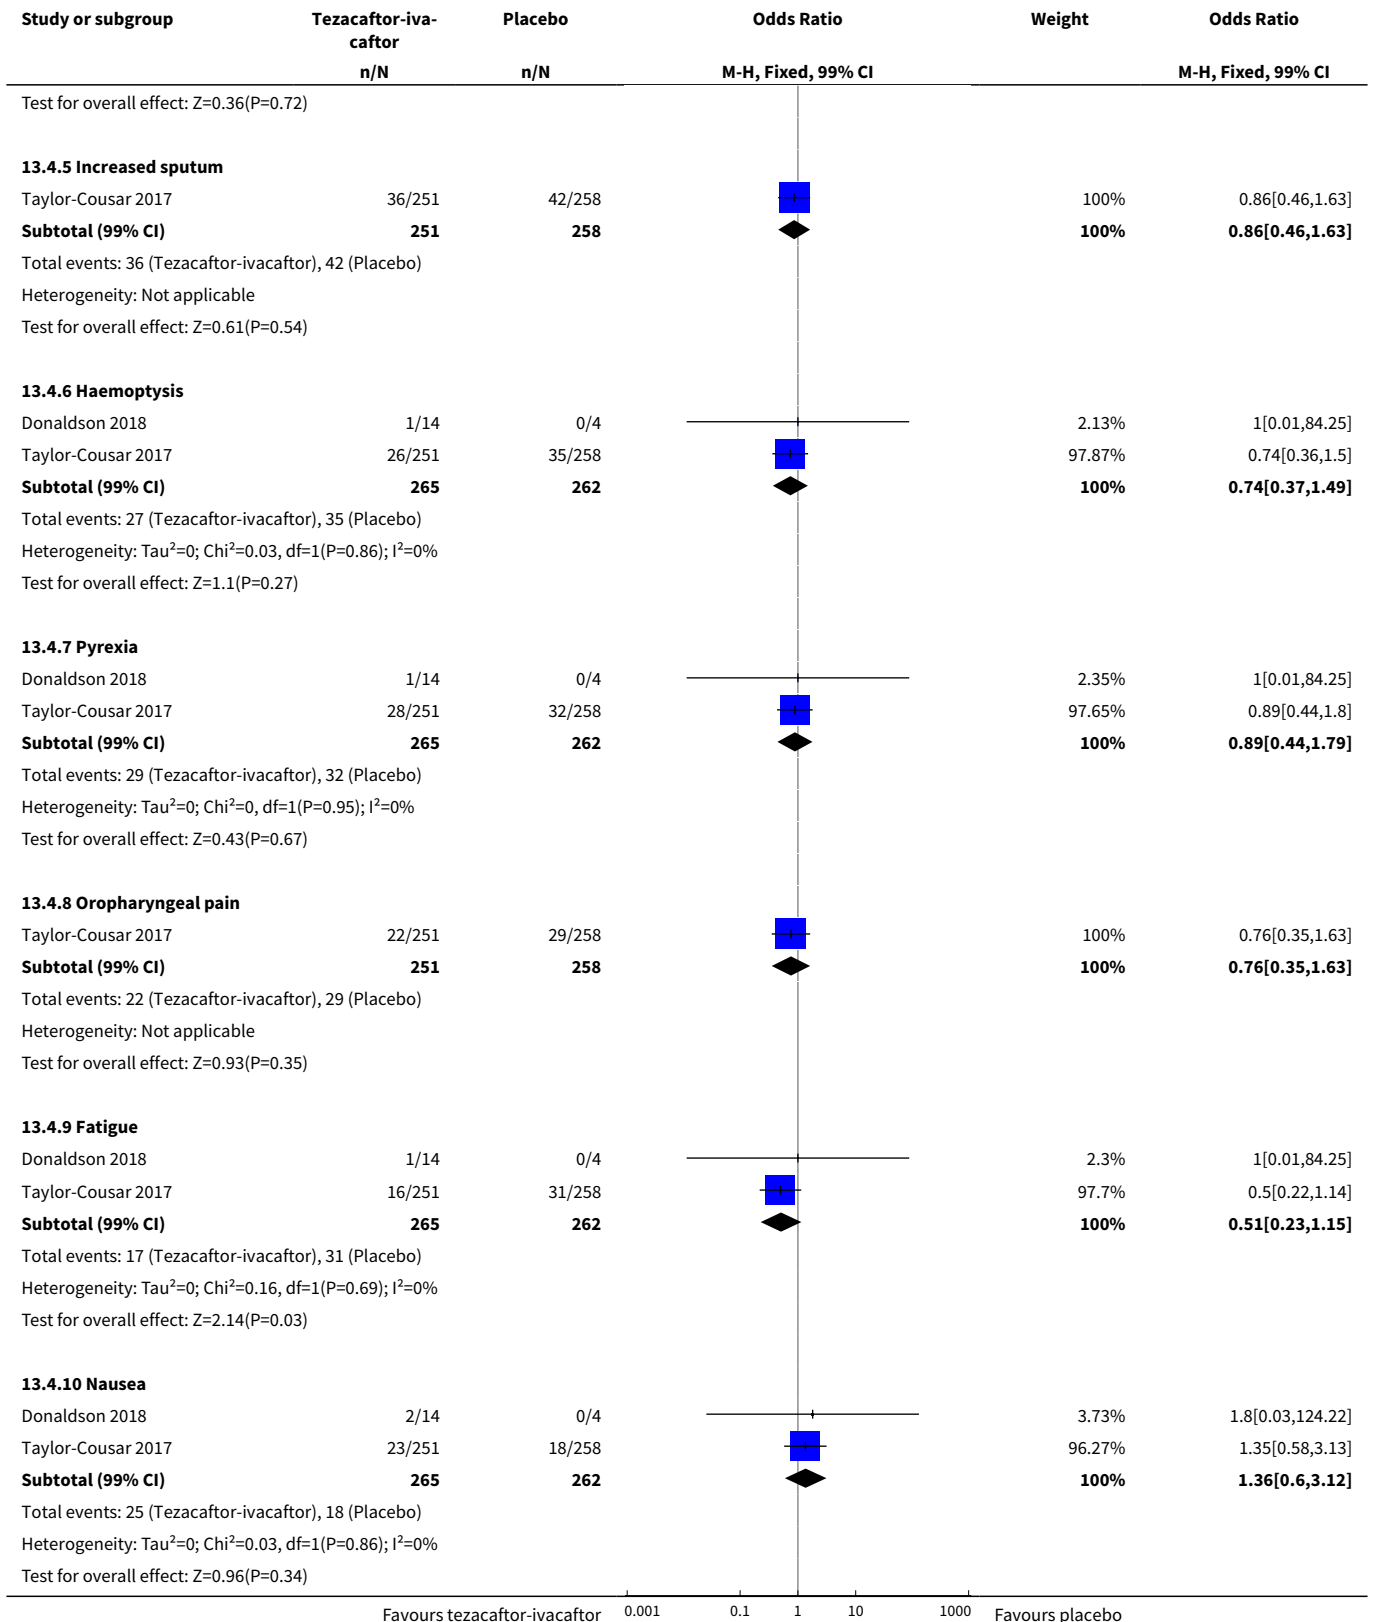 Study or subgroup Tezacaftor-iva- Placebo Odds Ratio Weight Odds Ratio
caftor
n/N n/N M-H, Fixed, 99% CI M-H, Fixed, 99% CI
Test for overall effect: Z=0.36(P=0.72)
13.4.5 Increased sputum
Taylor-Cousar 2017 36/251 42/258 100% 0.86[0.46,1.63]
Subtotal (99% CI) 251 258 100% 0.86[0.46,1.63]
Total events: 36 (Tezacaftor-ivacaftor), 42 (Placebo)
Heterogeneity: Not applicable
Test for overall effect: Z=0.61(P=0.54)
13.4.6 Haemoptysis
Donaldson 2018 1/14 0/4 2.13% 1[0.01,84.25]
Taylor-Cousar 2017 26/251 35/258 97.87% 0.74[0.36,1.5]
Subtotal (99% CI) 265 262 100% 0.74[0.37,1.49]
Total events: 27 (Tezacaftor-ivacaftor), 35 (Placebo)
Heterogeneity: Tau²=0; Chi²=0.03, df=1(P=0.86); I²=0%
Test for overall effect: Z=1.1(P=0.27)
13.4.7 Pyrexia
Donaldson 2018 1/14 0/4 2.35% 1[0.01,84.25]
Taylor-Cousar 2017 28/251 32/258 97.65% 0.89[0.44,1.8]
Subtotal (99% CI) 265 262 100% 0.89[0.44,1.79]
Total events: 29 (Tezacaftor-ivacaftor), 32 (Placebo)
Heterogeneity: Tau²=0; Chi²=0, df=1(P=0.95); I²=0%
Test for overall effect: Z=0.43(P=0.67)
13.4.8 Oropharyngeal pain
Taylor-Cousar 2017 22/251 29/258 100% 0.76[0.35,1.63]
Subtotal (99% CI) 251 258 100% 0.76[0.35,1.63]
Total events: 22 (Tezacaftor-ivacaftor), 29 (Placebo)
Heterogeneity: Not applicable
Test for overall effect: Z=0.93(P=0.35)
13.4.9 Fatigue
Donaldson 2018 1/14 0/4 2.3% 1[0.01,84.25]
Taylor-Cousar 2017 16/251 31/258 97.7% 0.5[0.22,1.14]
Subtotal (99% CI) 265 262 100% 0.51[0.23,1.15]
Total events: 17 (Tezacaftor-ivacaftor), 31 (Placebo)
Heterogeneity: Tau²=0; Chi²=0.16, df=1(P=0.69); I²=0%
Test for overall effect: Z=2.14(P=0.03)
13.4.10 Nausea
Donaldson 2018 2/14 0/4 3.73% 1.8[0.03,124.22]
Taylor-Cousar 2017 23/251 18/258 96.27% 1.35[0.58,3.13]
Subtotal (99% CI) 265 262 100% 1.36[0.6,3.12]
Total events: 25 (Tezacaftor-ivacaftor), 18 (Placebo)
Heterogeneity: Tau²=0; Chi²=0.03, df=1(P=0.86); I²=0%
Test for overall effect: Z=0.96(P=0.34)
Favours tezacaftor-ivacaftor 0.001 0.1 1 10 1000 Favours placebo